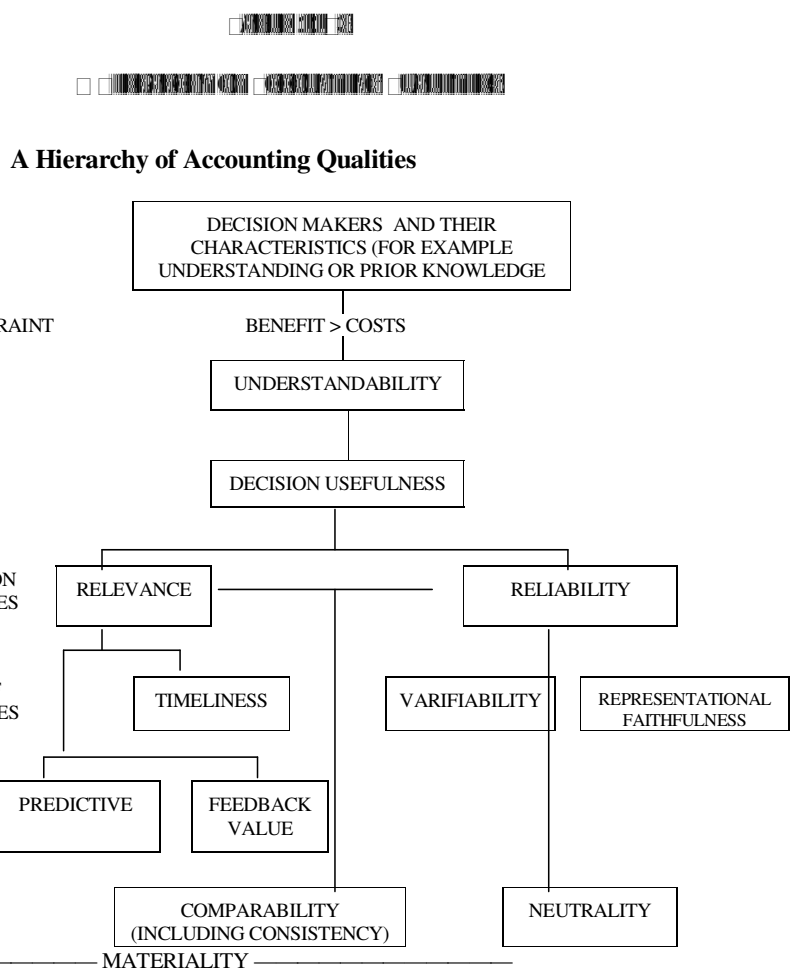 A Hierarchy of Accounting Qualities
DECISION MAKERS AND THEIR
CHARACTERISTICS (FOR EXAMPLE
UNDERSTANDING OR PRIOR KNOWLEDGE
RAINT
BENEFIT > COSTS
UNDERSTANDABILITY
DECISION USEFULNESS
ON
ES
RELEVANCE
RELIABILITY
ES
TIMELINESS
VARIFIABILITY
REPRESENTATIONAL
FAITHFULNESS
PREDICTIVE
FEEDBACK
VALUE
COMPARABILITY
(INCLUDING CONSISTENCY)
NEUTRALITY
MATERIALITY